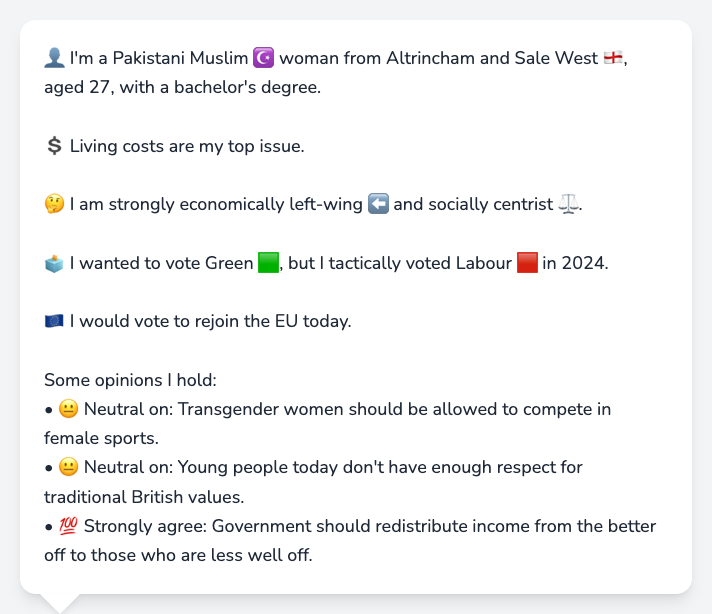 👤 I'm a Pakistani Muslim ☪️ woman from Altrincham and Sale West 🏴󠁧󠁢󠁥󠁮󠁧󠁿,
aged 27, with a bachelor's degree.
💲 Living costs are my top issue.
🤔 I am strongly economically left-wing ⬅️ and socially centrist ⚖️.
🗳️ I wanted to vote Green 🟩, but I tactically voted Labour 🟥 in 2024.
🇪🇺 I would vote to rejoin the EU today.
Some opinions I hold:
• 😐 Neutral on: Transgender women should be allowed to compete in
female sports.
• 😐 Neutral on: Young people today don't have enough respect for
traditional British values.
• 💯 Strongly agree: Government should redistribute income from the better
off to those who are less well off.